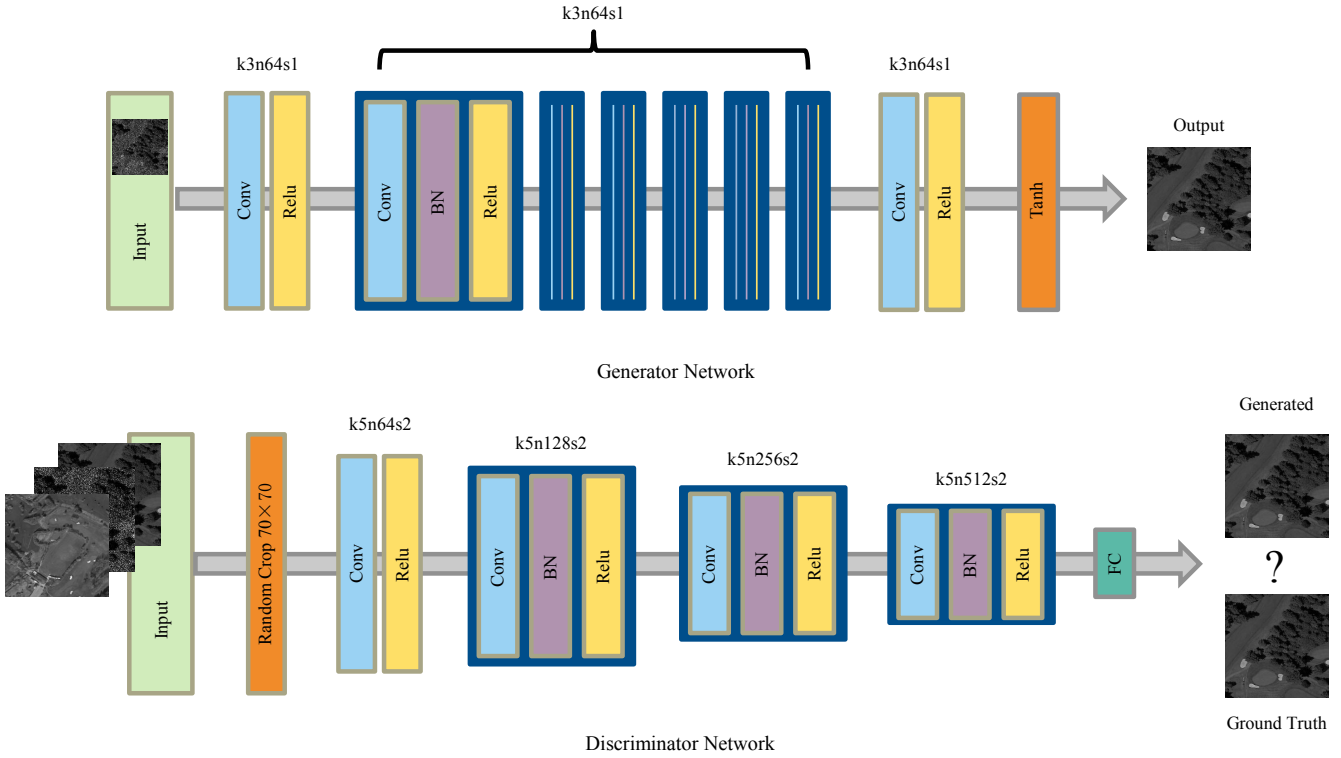 k3n64s1
k3n64s1
k3n64s1
Input
Conv
Relu
Conv
BN
Relu
Conv
Relu
Tanh
Output
Generator Network
k5n64s2
k5n128s2
k5n256s2
k5n512s2
Input
Random Crop 70×70
Conv
Relu
Conv
BN
Relu
Conv
BN
Relu
Conv
BN
Relu
FC
Generated
?
Ground Truth
Discriminator Network